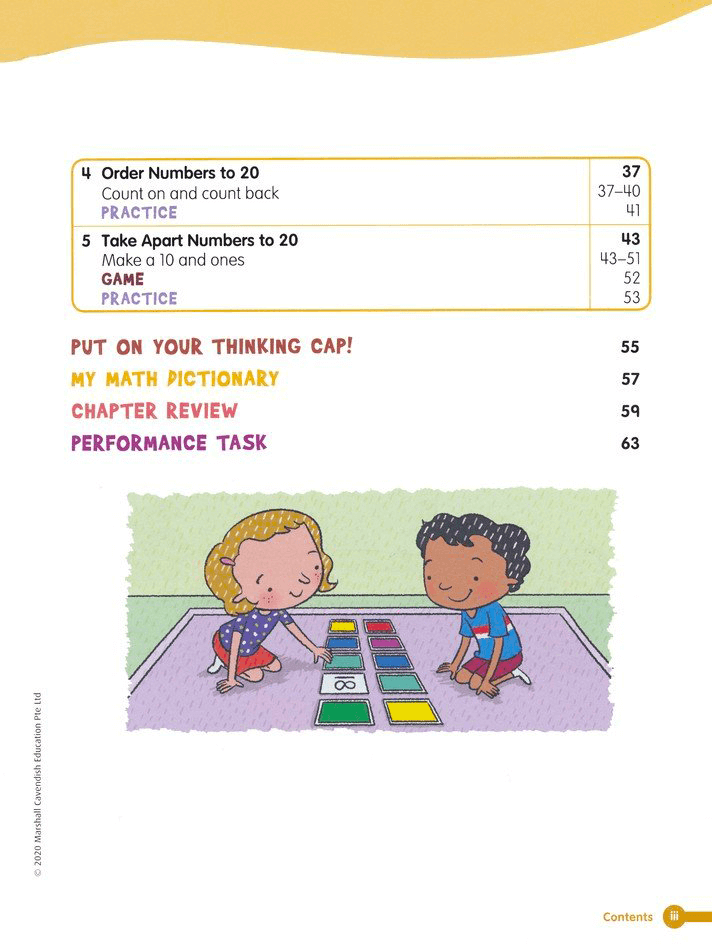 4 Order Numbers to 20 37
Count on and count back 37–40
PRACTICE 41
5 Take Apart Numbers to 20 43
Make a 10 and ones 43–51
GAME 52
PRACTICE 53
PUT ON YOUR THINKING CAP! 55
MY MATH DICTIONARY 57
CHAPTER REVIEW 59
PERFORMANCE TASK 63
18
© 2020 Marshall Cavendish Education Pte Ltd
Contents iii